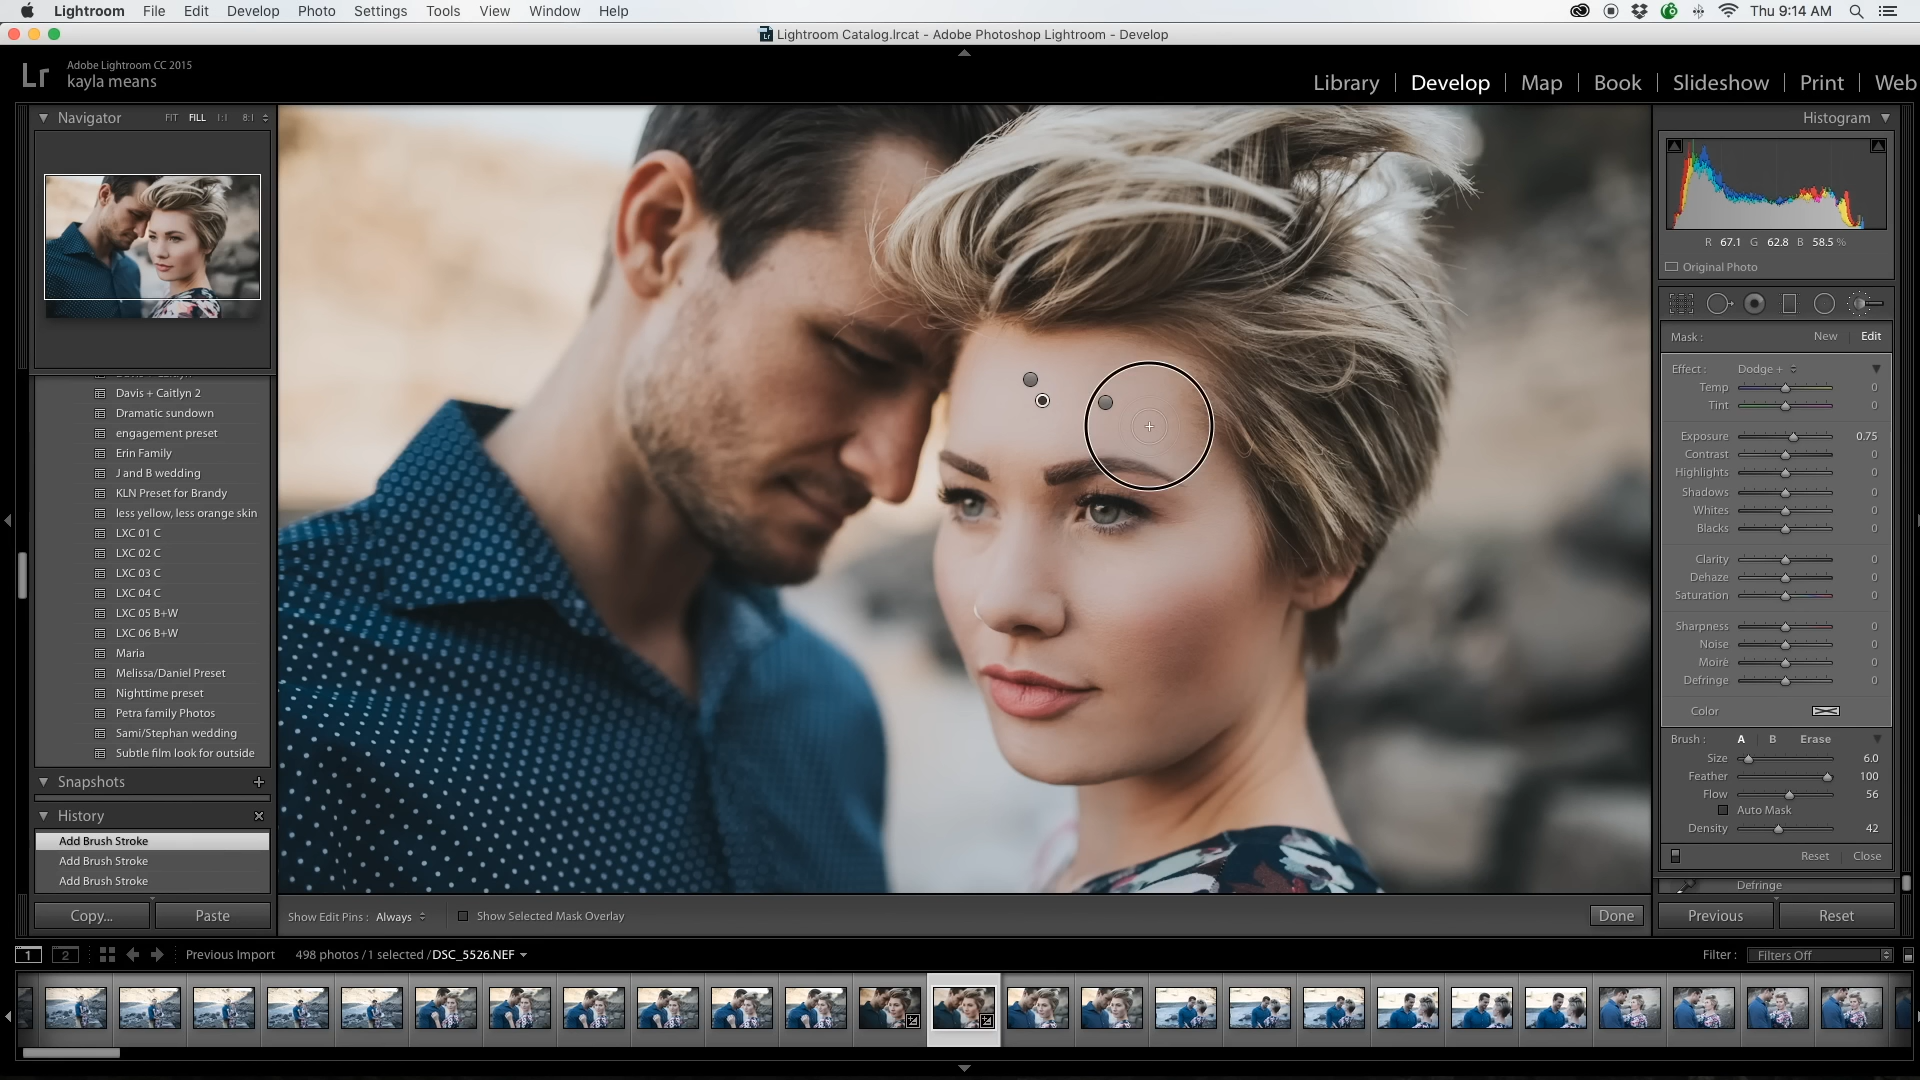 Lightroom File Edit Develop Photo Settings Tools View Window Help Thu 9:14 AM
Lightroom Catalog.lrcat - Adobe Photoshop Lightroom - Develop
Lr Adobe Lightroom CC 2015
kayla means
Library Develop Map Book Slideshow Print Web
Navigator FIT FILL 1:1 8:1
Davis + Caitlyn 2
Dramatic sundown
engagement preset
Erin Family
J and B wedding
KLN Preset for Brandy
less yellow, less orange skin
LXC 01 C
LXC 02 C
LXC 03 C
LXC 04 C
LXC 05 B+W
LXC 06 B+W
Maria
Melissa/Daniel Preset
Nighttime preset
Petra family Photos
Sami/Stephan wedding
Subtle film look for outside
Snapshots +
History
Add Brush Stroke
Add Brush Stroke
Add Brush Stroke
Copy... Paste
Show Edit Pins : Always Show Selected Mask Overlay Done
Histogram
R 67.1 G 62.8 B 58.5 %
Original Photo
Mask : New Edit
Effect : Dodge +
Temp 0
Tint 0
Exposure 0.75
Contrast 0
Highlights 0
Shadows 0
Whites 0
Blacks 0
Clarity 0
Dehaze 0
Saturation 0
Sharpness 0
Noise 0
Moiré 0
Defringe 0
Color
Brush : A B Erase
Size 6.0
Feather 100
Flow 56
Auto Mask
Density 42
Reset Close
Defringe
Previous Reset
1 2 Previous Import 498 photos / 1 selected / DSC_5526.NEF Filter : Filters Off